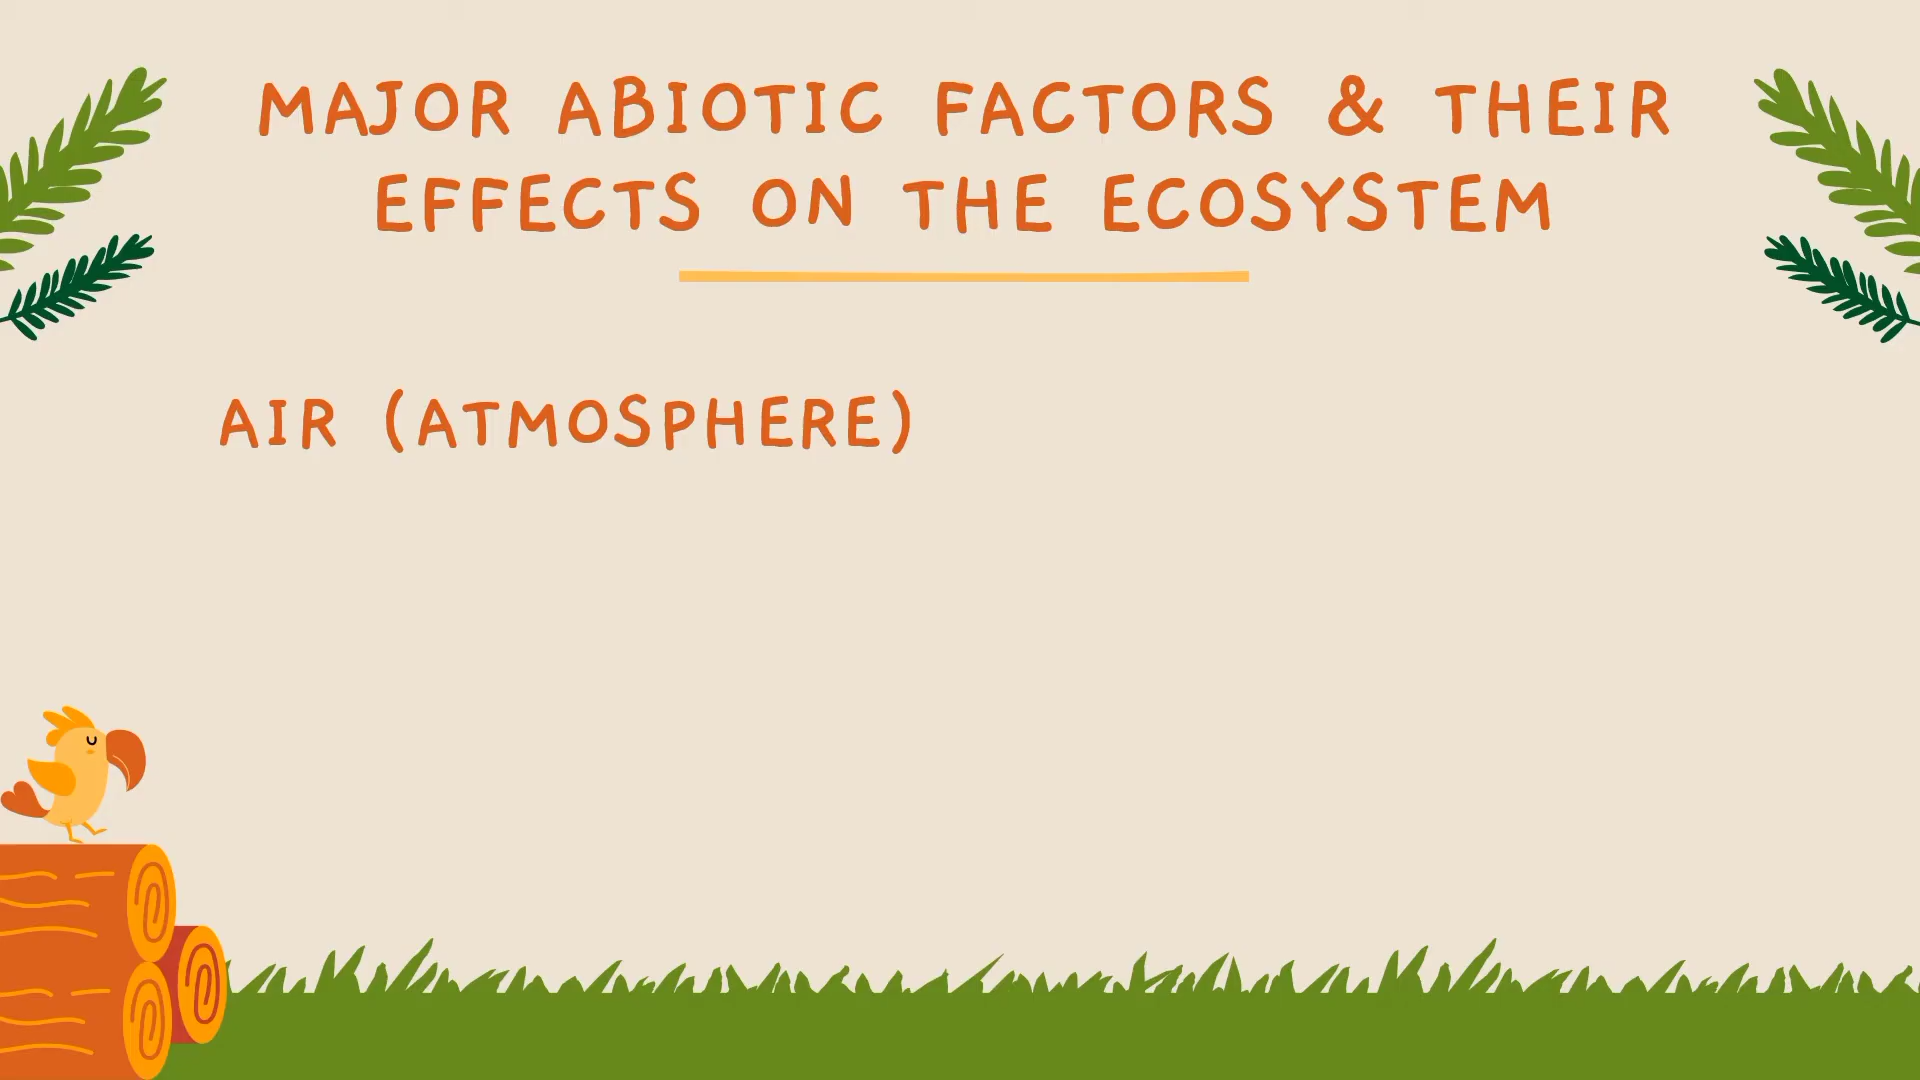 MAJOR ABIOTIC FACTORS & THEIR
EFFECTS ON THE ECOSYSTEM
AIR (ATMOSPHERE)